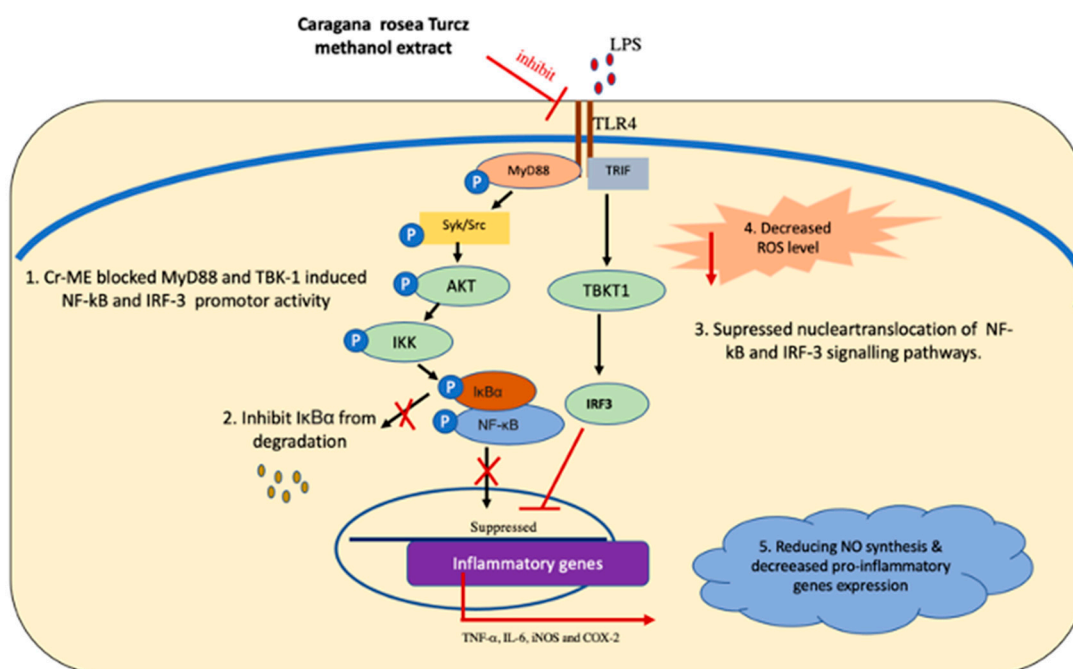 Caragana rosea Turcz
methanol extract
inhibit
LPS
TLR4
MyD88
TRIF
P
Syk/Src
P
4. Decreased
ROS level
1. Cr-ME blocked MyD88 and TBK-1 induced
NF-kB and IRF-3 promotor activity
P
AKT
TBKT1
3. Supressed nucleartranslocation of NF-
kB and IRF-3 signalling pathways.
P
IKK
P
IκBα
2. Inhibit IκBα from
degradation
P
NF-κB
IRF3
Suppressed
Inflammatory genes
5. Reducing NO synthesis &
decreeased pro-inflammatory
genes expression
TNF-α, IL-6, iNOS and COX-2